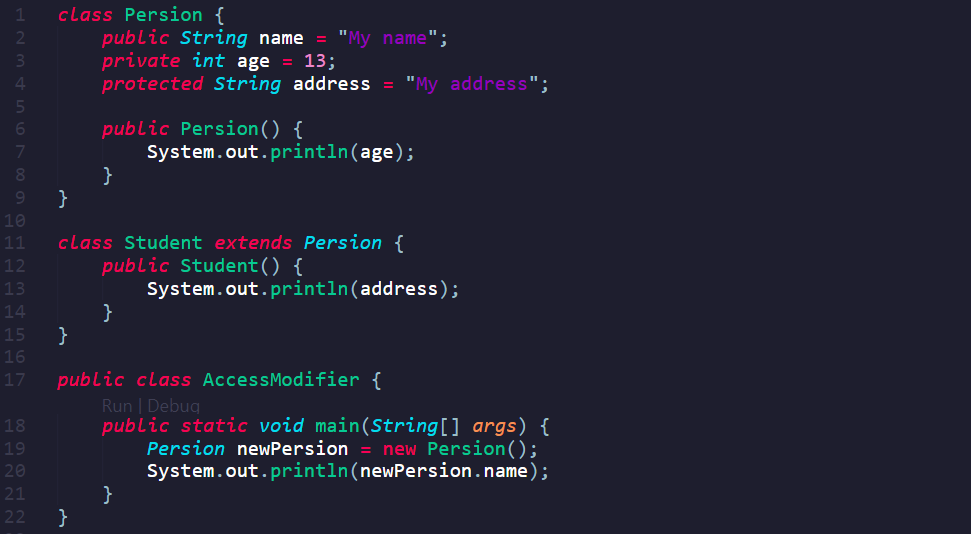 1 class Persion {
2     public String name = "My name";
3     private int age = 13;
4     protected String address = "My address";
5
6     public Persion() {
7         System.out.println(age);
8     }
9 }
10
11 class Student extends Persion {
12     public Student() {
13         System.out.println(address);
14     }
15 }
16
17 public class AccessModifier {
    Run | Debug
18     public static void main(String[] args) {
19         Persion newPersion = new Persion();
20         System.out.println(newPersion.name);
21     }
22 }